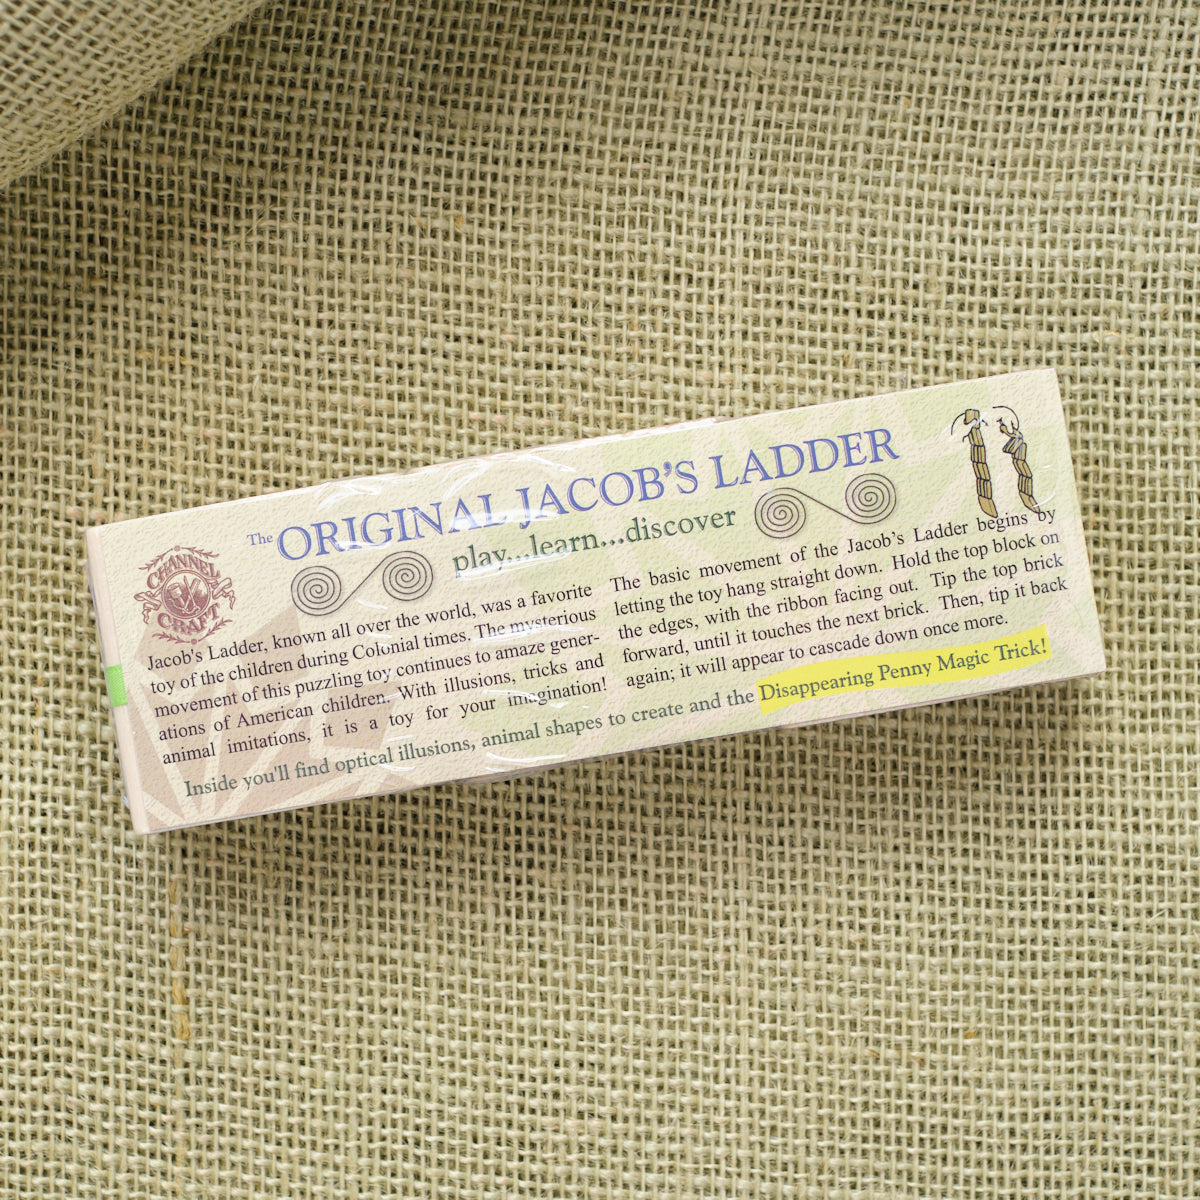 The ORIGINAL JACOB'S LADDER
play...learn...discover
CHANNEL
CRAFT
Jacob's Ladder, known all over the world, was a favorite
toy of the children during Colonial times. The mysterious
movement of this puzzling toy continues to amaze gener-
ations of American children. With illusions, tricks and
animal imitations, it is a toy for your imagination!
The basic movement of the Jacob's Ladder begins by
letting the toy hang straight down. Hold the top block on
the edges, with the ribbon facing out. Tip the top brick
forward, until it touches the next brick. Then, tip it back
again; it will appear to cascade down once more.
Inside you'll find optical illusions, animal shapes to create and the Disappearing Penny Magic Trick!